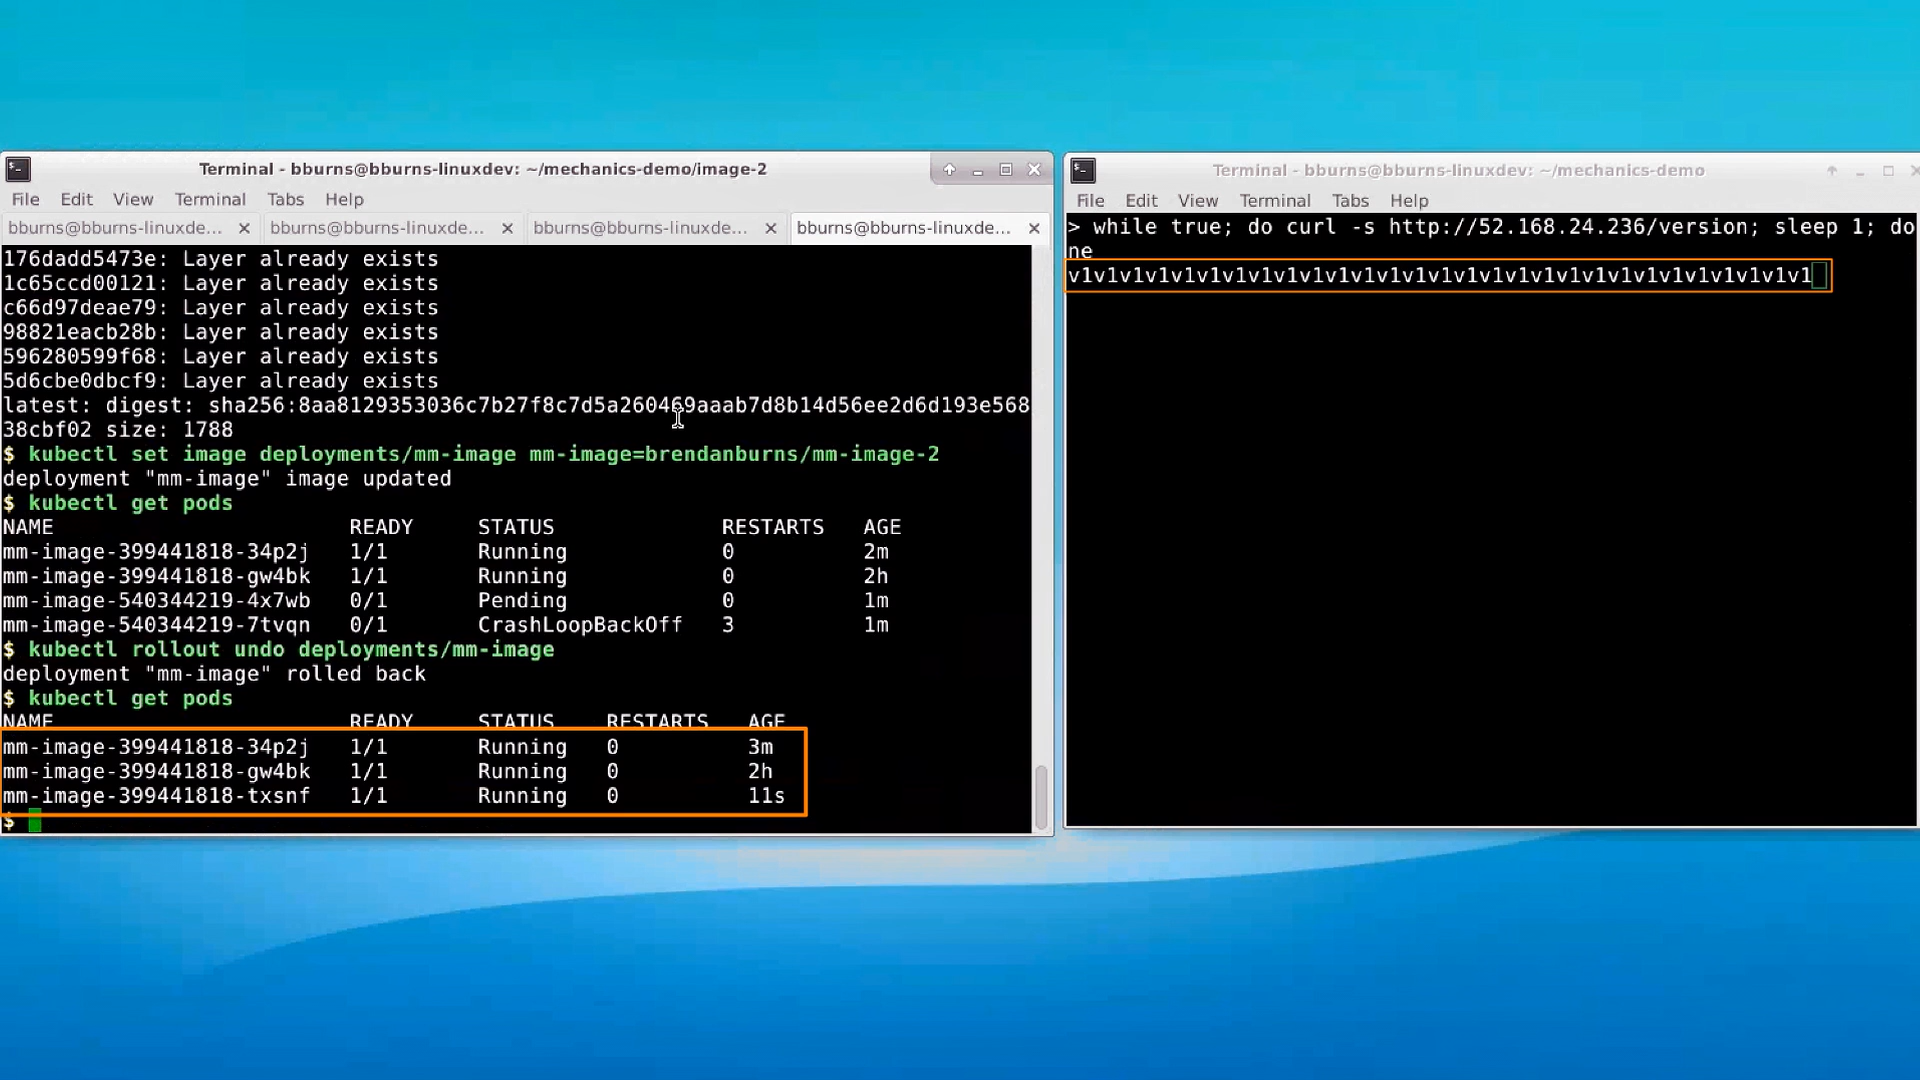 Terminal - bburns@bburns-linuxdev: ~/mechanics-demo/image-2
File Edit View Terminal Tabs Help
bburns@bburns-linuxde... bburns@bburns-linuxde... bburns@bburns-linuxde... bburns@bburns-linuxde...
176dadd5473e: Layer already exists
1c65ccd00121: Layer already exists
c66d97deae79: Layer already exists
98821eacb28b: Layer already exists
596280599f68: Layer already exists
5d6cbe0dbcf9: Layer already exists
latest: digest: sha256:8aa8129353036c7b27f8c7d5a260469aaab7d8b14d56ee2d6d193e568
38cbf02 size: 1788
$ kubectl set image deployments/mm-image mm-image=brendanburns/mm-image-2
deployment "mm-image" image updated
$ kubectl get pods
NAME READY STATUS RESTARTS AGE
mm-image-399441818-34p2j 1/1 Running 0 2m
mm-image-399441818-gw4bk 1/1 Running 0 2h
mm-image-540344219-4x7wb 0/1 Pending 0 1m
mm-image-540344219-7tvqn 0/1 CrashLoopBackOff 3 1m
$ kubectl rollout undo deployments/mm-image
deployment "mm-image" rolled back
$ kubectl get pods
NAME READY STATUS RESTARTS AGE
mm-image-399441818-34p2j 1/1 Running 0 3m
mm-image-399441818-gw4bk 1/1 Running 0 2h
mm-image-399441818-txsnf 1/1 Running 0 11s
$
Terminal - bburns@bburns-linuxdev: ~/mechanics-demo
File Edit View Terminal Tabs Help
> while true; do curl -s http://52.168.24.236/version; sleep 1; do
ne
v1v1v1v1v1v1v1v1v1v1v1v1v1v1v1v1v1v1v1v1v1v1v1v1v1v1v1v1v1